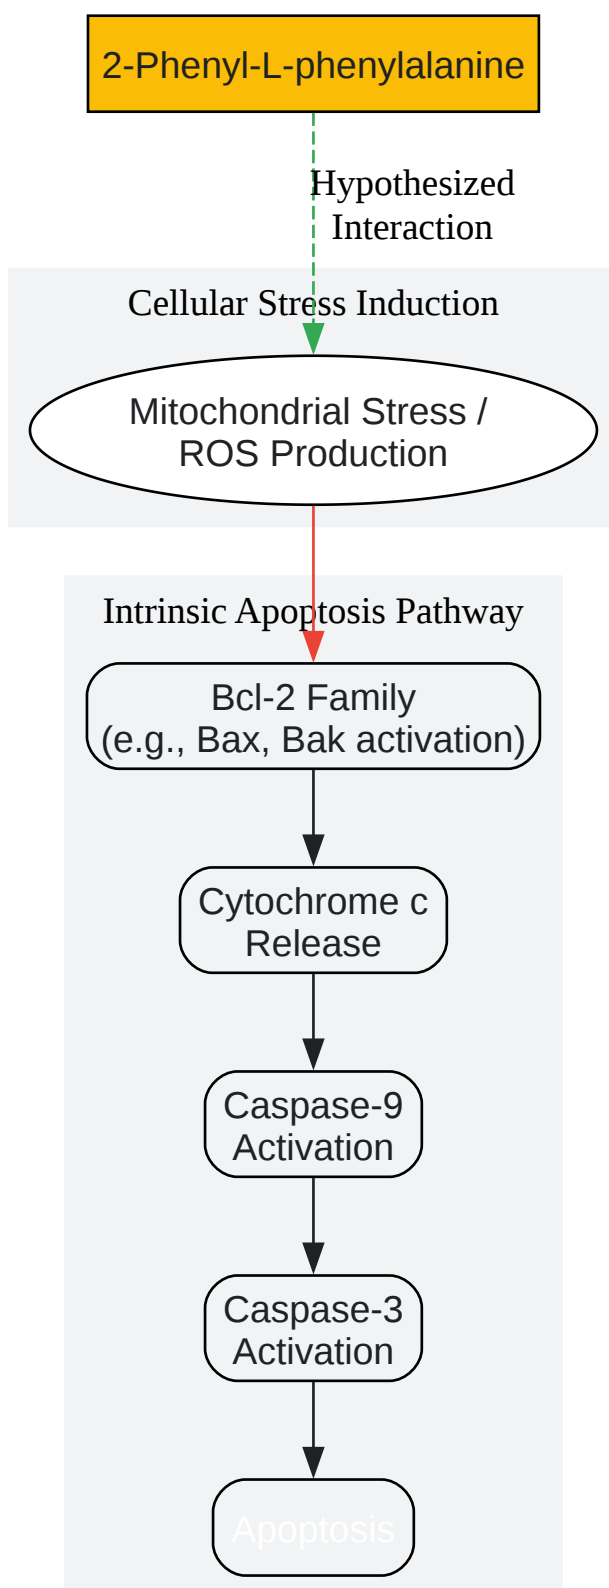 2-Phenyl-L-phenylalanine
Hypothesized
Interaction
Cellular Stress Induction
Mitochondrial Stress /
ROS Production
Intrinsic Apoptosis Pathway
Bcl-2 Family
(e.g., Bax, Bak activation)
Cytochrome c
Release
Caspase-9
Activation
Caspase-3
Activation
Apoptosis